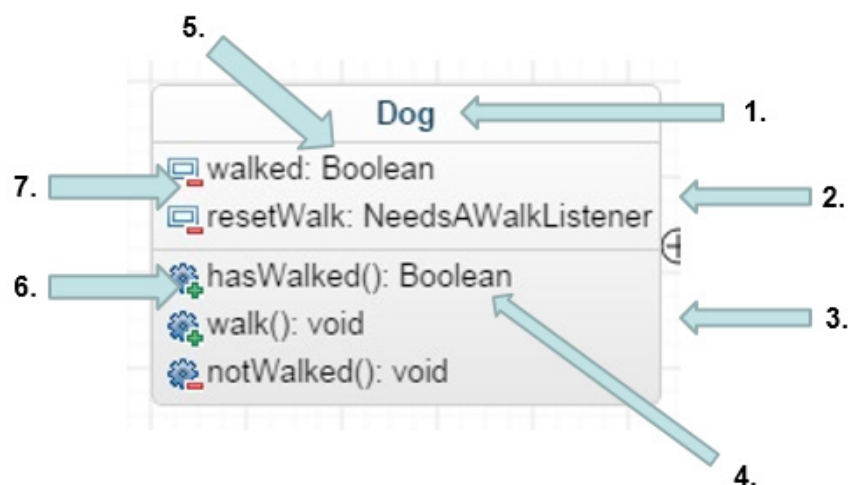 5.
Dog
1.
7.
walked: Boolean
resetWalk: NeedsAWalkListener
2.
6.
hasWalked(): Boolean
walk(): void
notWalked(): void
3.
4.